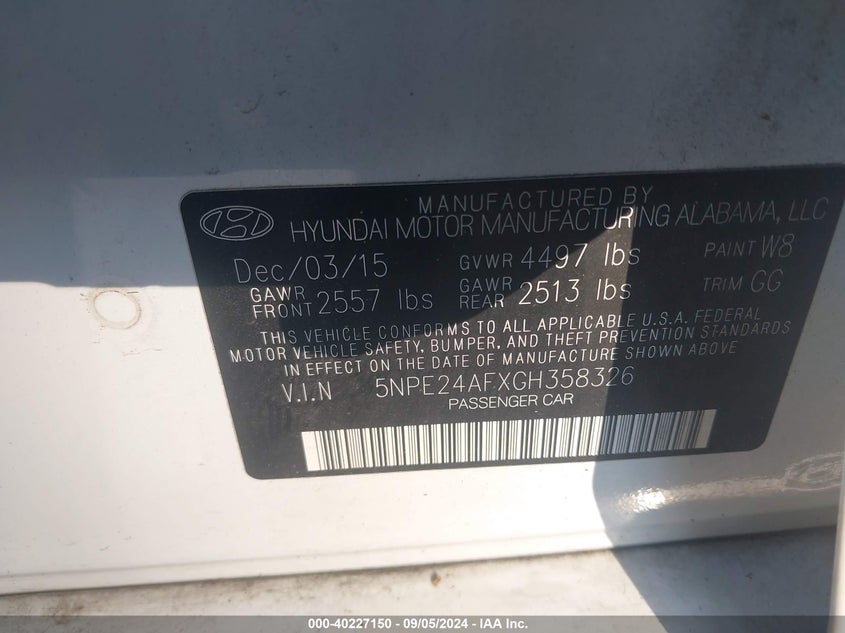 MANUFACTURED BY
HYUNDAI MOTOR MANUFACTURING ALABAMA, LLC
Dec/03/15 GVWR 4497 lbs PAINT W8
GAWR FRONT 2557 lbs GAWR REAR 2513 lbs TRIM GG
THIS VEHICLE CONFORMS TO ALL APPLICABLE U.S.A. FEDERAL
MOTOR VEHICLE SAFETY, BUMPER, AND THEFT PREVENTION STANDARDS
IN EFFECT ON THE DATE OF MANUFACTURE SHOWN ABOVE
V.I.N 5NPE24AFXGH358326
PASSENGER CAR
000-40227150 - 09/05/2024 - IAA Inc.